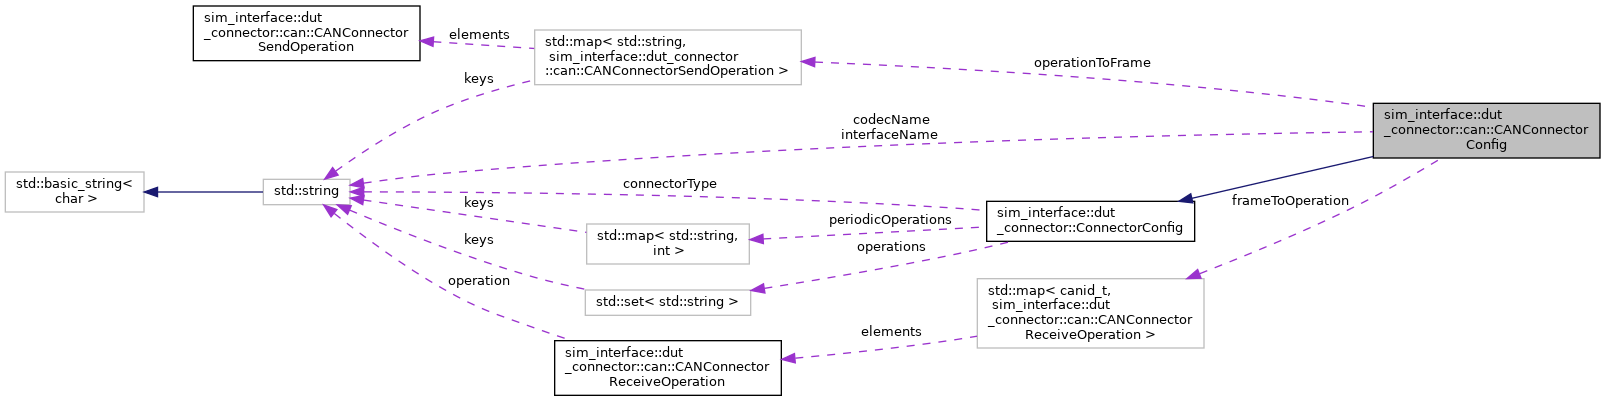 sim_interface::dut
_connector::can::CANConnector
SendOperation
elements
std::map< std::string,
sim_interface::dut_connector
::can::CANConnectorSendOperation >
operationToFrame
keys
sim_interface::dut
_connector::can::CANConnector
Config
codecName
interfaceName
std::basic_string<
char >
std::string
connectorType
keys
std::map< std::string,
int >
periodicOperations
sim_interface::dut
_connector::ConnectorConfig
frameToOperation
keys
operations
operation
std::set< std::string >
std::map< canid_t,
sim_interface::dut
_connector::can::CANConnector
ReceiveOperation >
elements
sim_interface::dut
_connector::can::CANConnector
ReceiveOperation